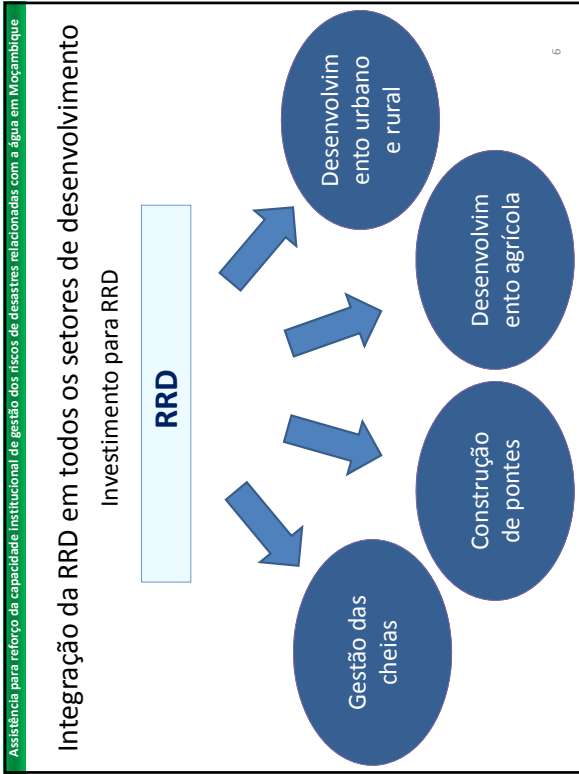 Assistência para reforço da capacidade institucional de gestão dos riscos de desastres relacionadas com a água em Moçambique
Integração da RRD em todos os setores de desenvolvimento
Investimento para RRD
RRD
Gestão das
cheias
Construção
de pontes
Desenvolvim
ento agrícola
Desenvolvim
ento urbano
e rural
6